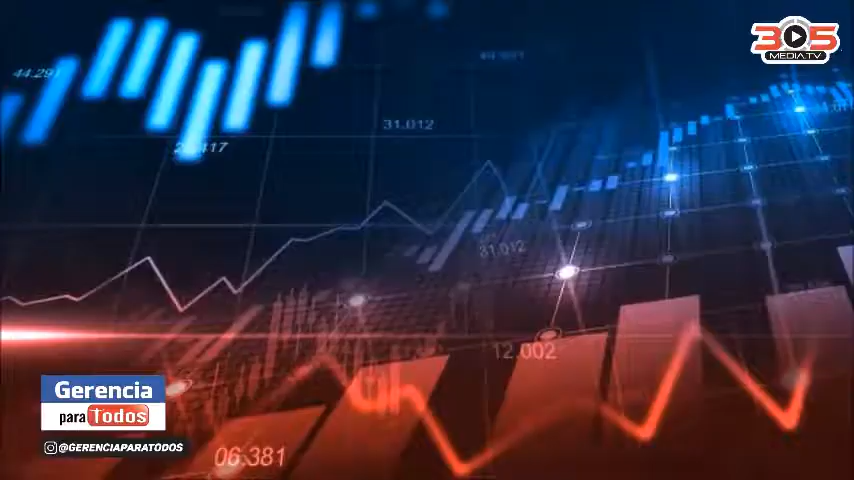 305
MEDIA.TV
44.291
31.012
31.012
12.002
06.381
Gerencia
para Todos
@GERENCIAPARATODOS